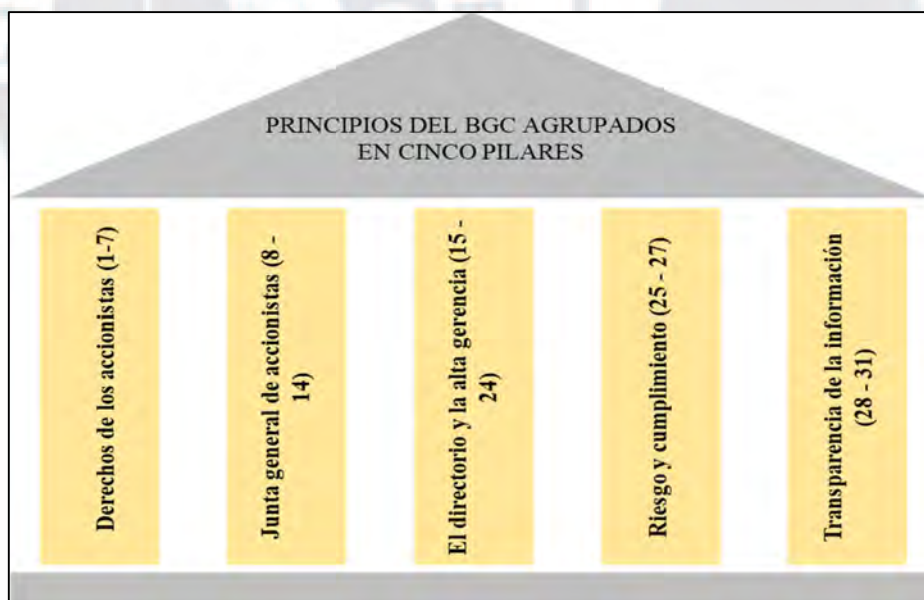 PRINCIPIOS DEL BGC AGRUPADOS
EN CINCO PILARES
Derechos de los accionistas (1-7)
Junta general de accionistas (8 -
14)
El directorio y la alta gerencia (15 -
24)
Riesgo y cumplimiento (25 - 27)
Transparencia de la información
(28 - 31)